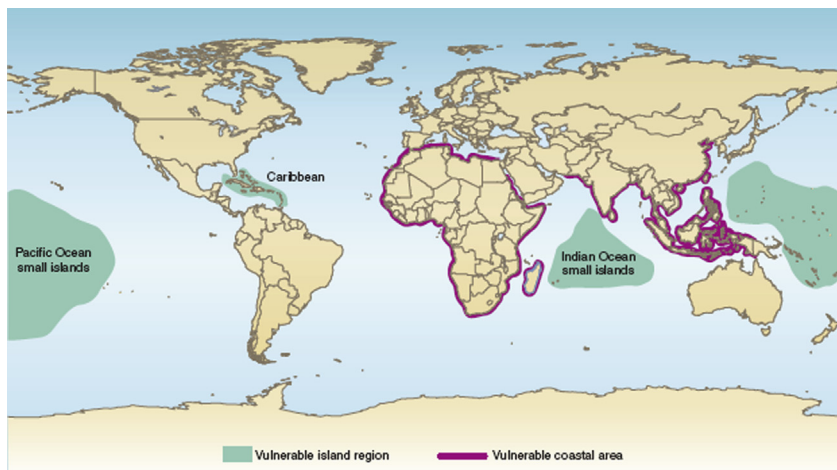 Caribbean
Pacific Ocean
small islands
Indian Ocean
small islands
Vulnerable island region
Vulnerable coastal area